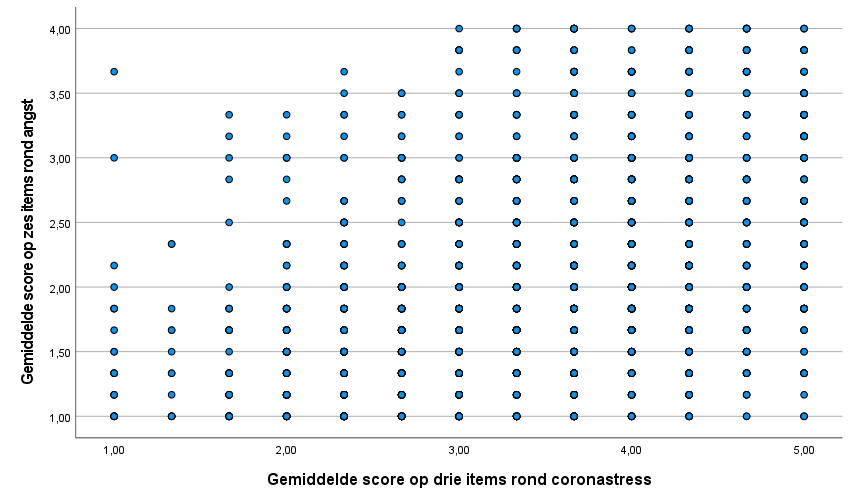 Gemiddelde score op zes items rond angst
4,00
3,50
3,00
2,50
2,00
1,50
1,00
1,00 2,00 3,00 4,00 5,00
Gemiddelde score op drie items rond coronastress